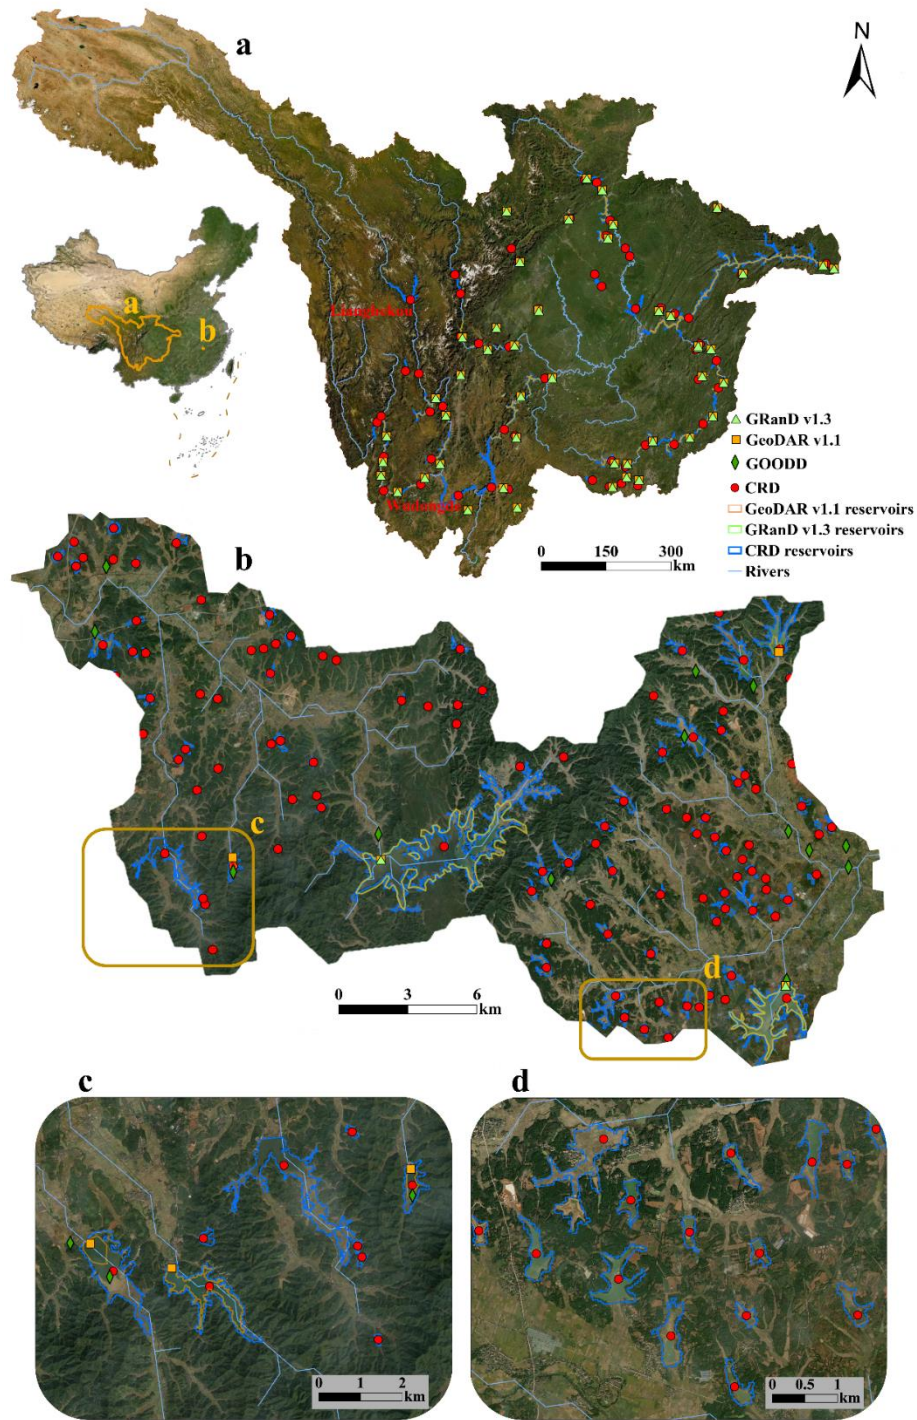 a
N
a
b
Lianghekou
Wudongde
GRanD v1.3
GeoDAR v1.1
GOODD
CRD
GeoDAR v1.1 reservoirs
GRanD v1.3 reservoirs
CRD reservoirs
Rivers
0 150 300
km
b
c
d
0 3 6
km
c
d
0 1 2
km
0 0.5 1
km